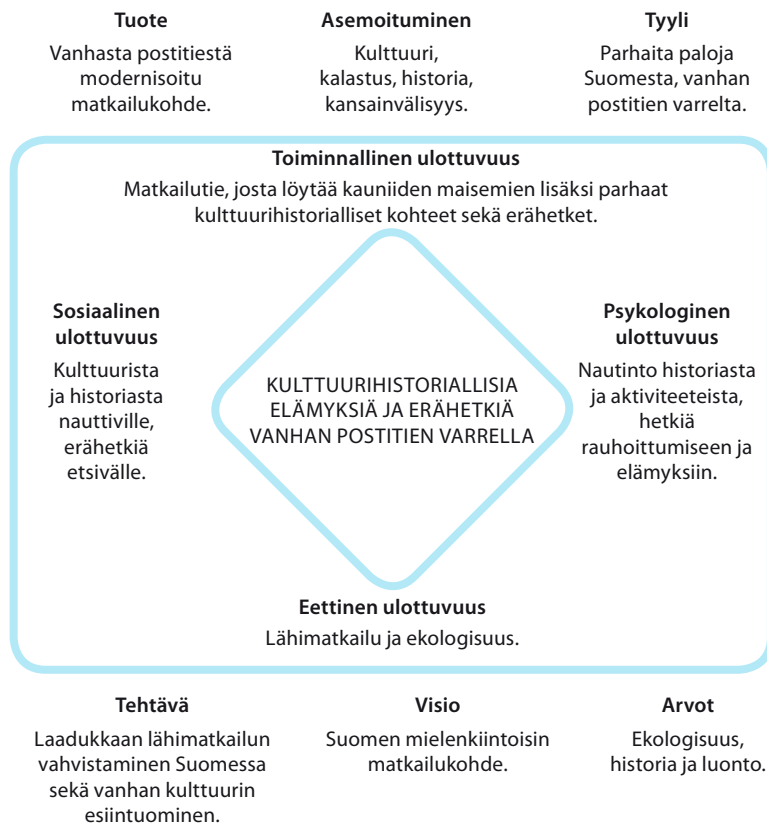 Tuote
Vanhasta postitiestä
modernisoitu
matkailukohde.
Asemoituminen
Kulttuuri,
kalastus, historia,
kansainvälisyys.
Tyyli
Parhaita paloja
Suomesta, vanhan
postitien varrelta.
Toiminnallinen ulottuvuus
Matkailutie, josta löytää kauniiden maisemien lisäksi parhaat
kulttuurihistorialliset kohteet sekä erähetket.
Sosiaalinen
ulottuvuus
Kulttuurista
ja historiasta
nauttiville,
erähetkiä
etsivälle.
KULTTUURIHISTORIALLISIA
ELÄMYKSIÄ JA ERÄHETKIÄ
VANHAN POSTITIEN VARRELLA
Psykologinen
ulottuvuus
Nautinto historiasta
ja aktiviteeteista,
hetkiä
rauhoittumiseen ja
elämyksiin.
Eettinen ulottuvuus
Lähimatkailu ja ekologisuus.
Tehtävä
Laadukkaan lähimatkailun
vahvistaminen Suomessa
sekä vanhan kulttuurin
esiintuominen.
Visio
Suomen mielenkiintoisin
matkailukohde.
Arvot
Ekologisuus,
historia ja luonto.